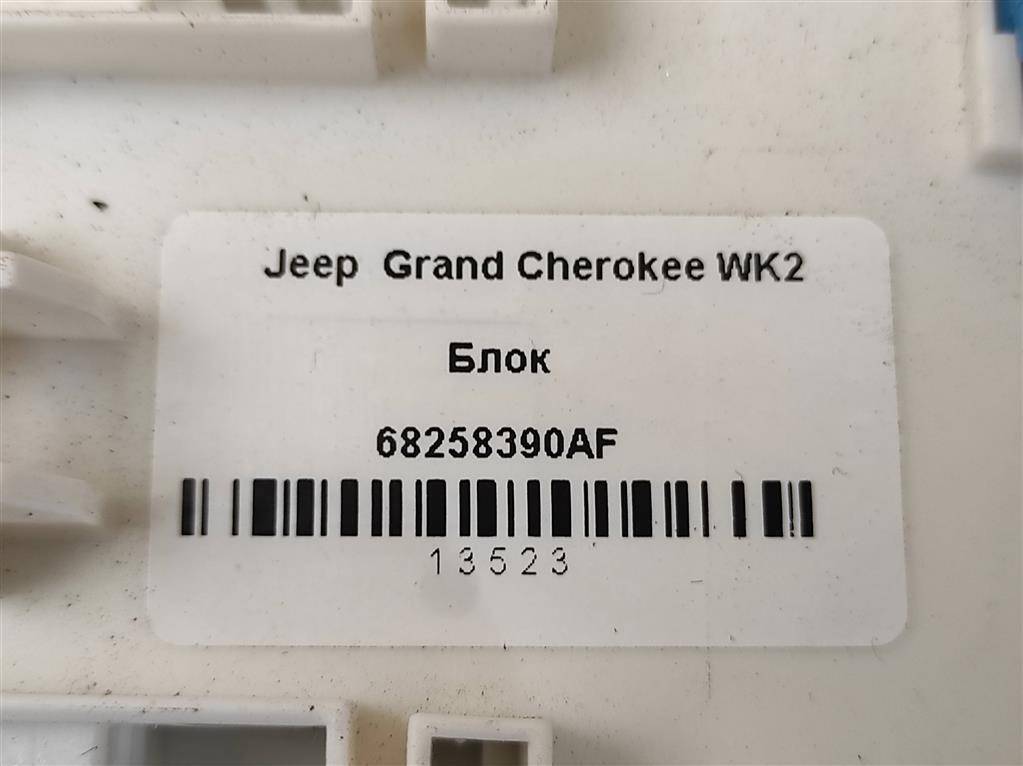 Jeep Grand Cherokee WK2
Блок
68258390AF
13523